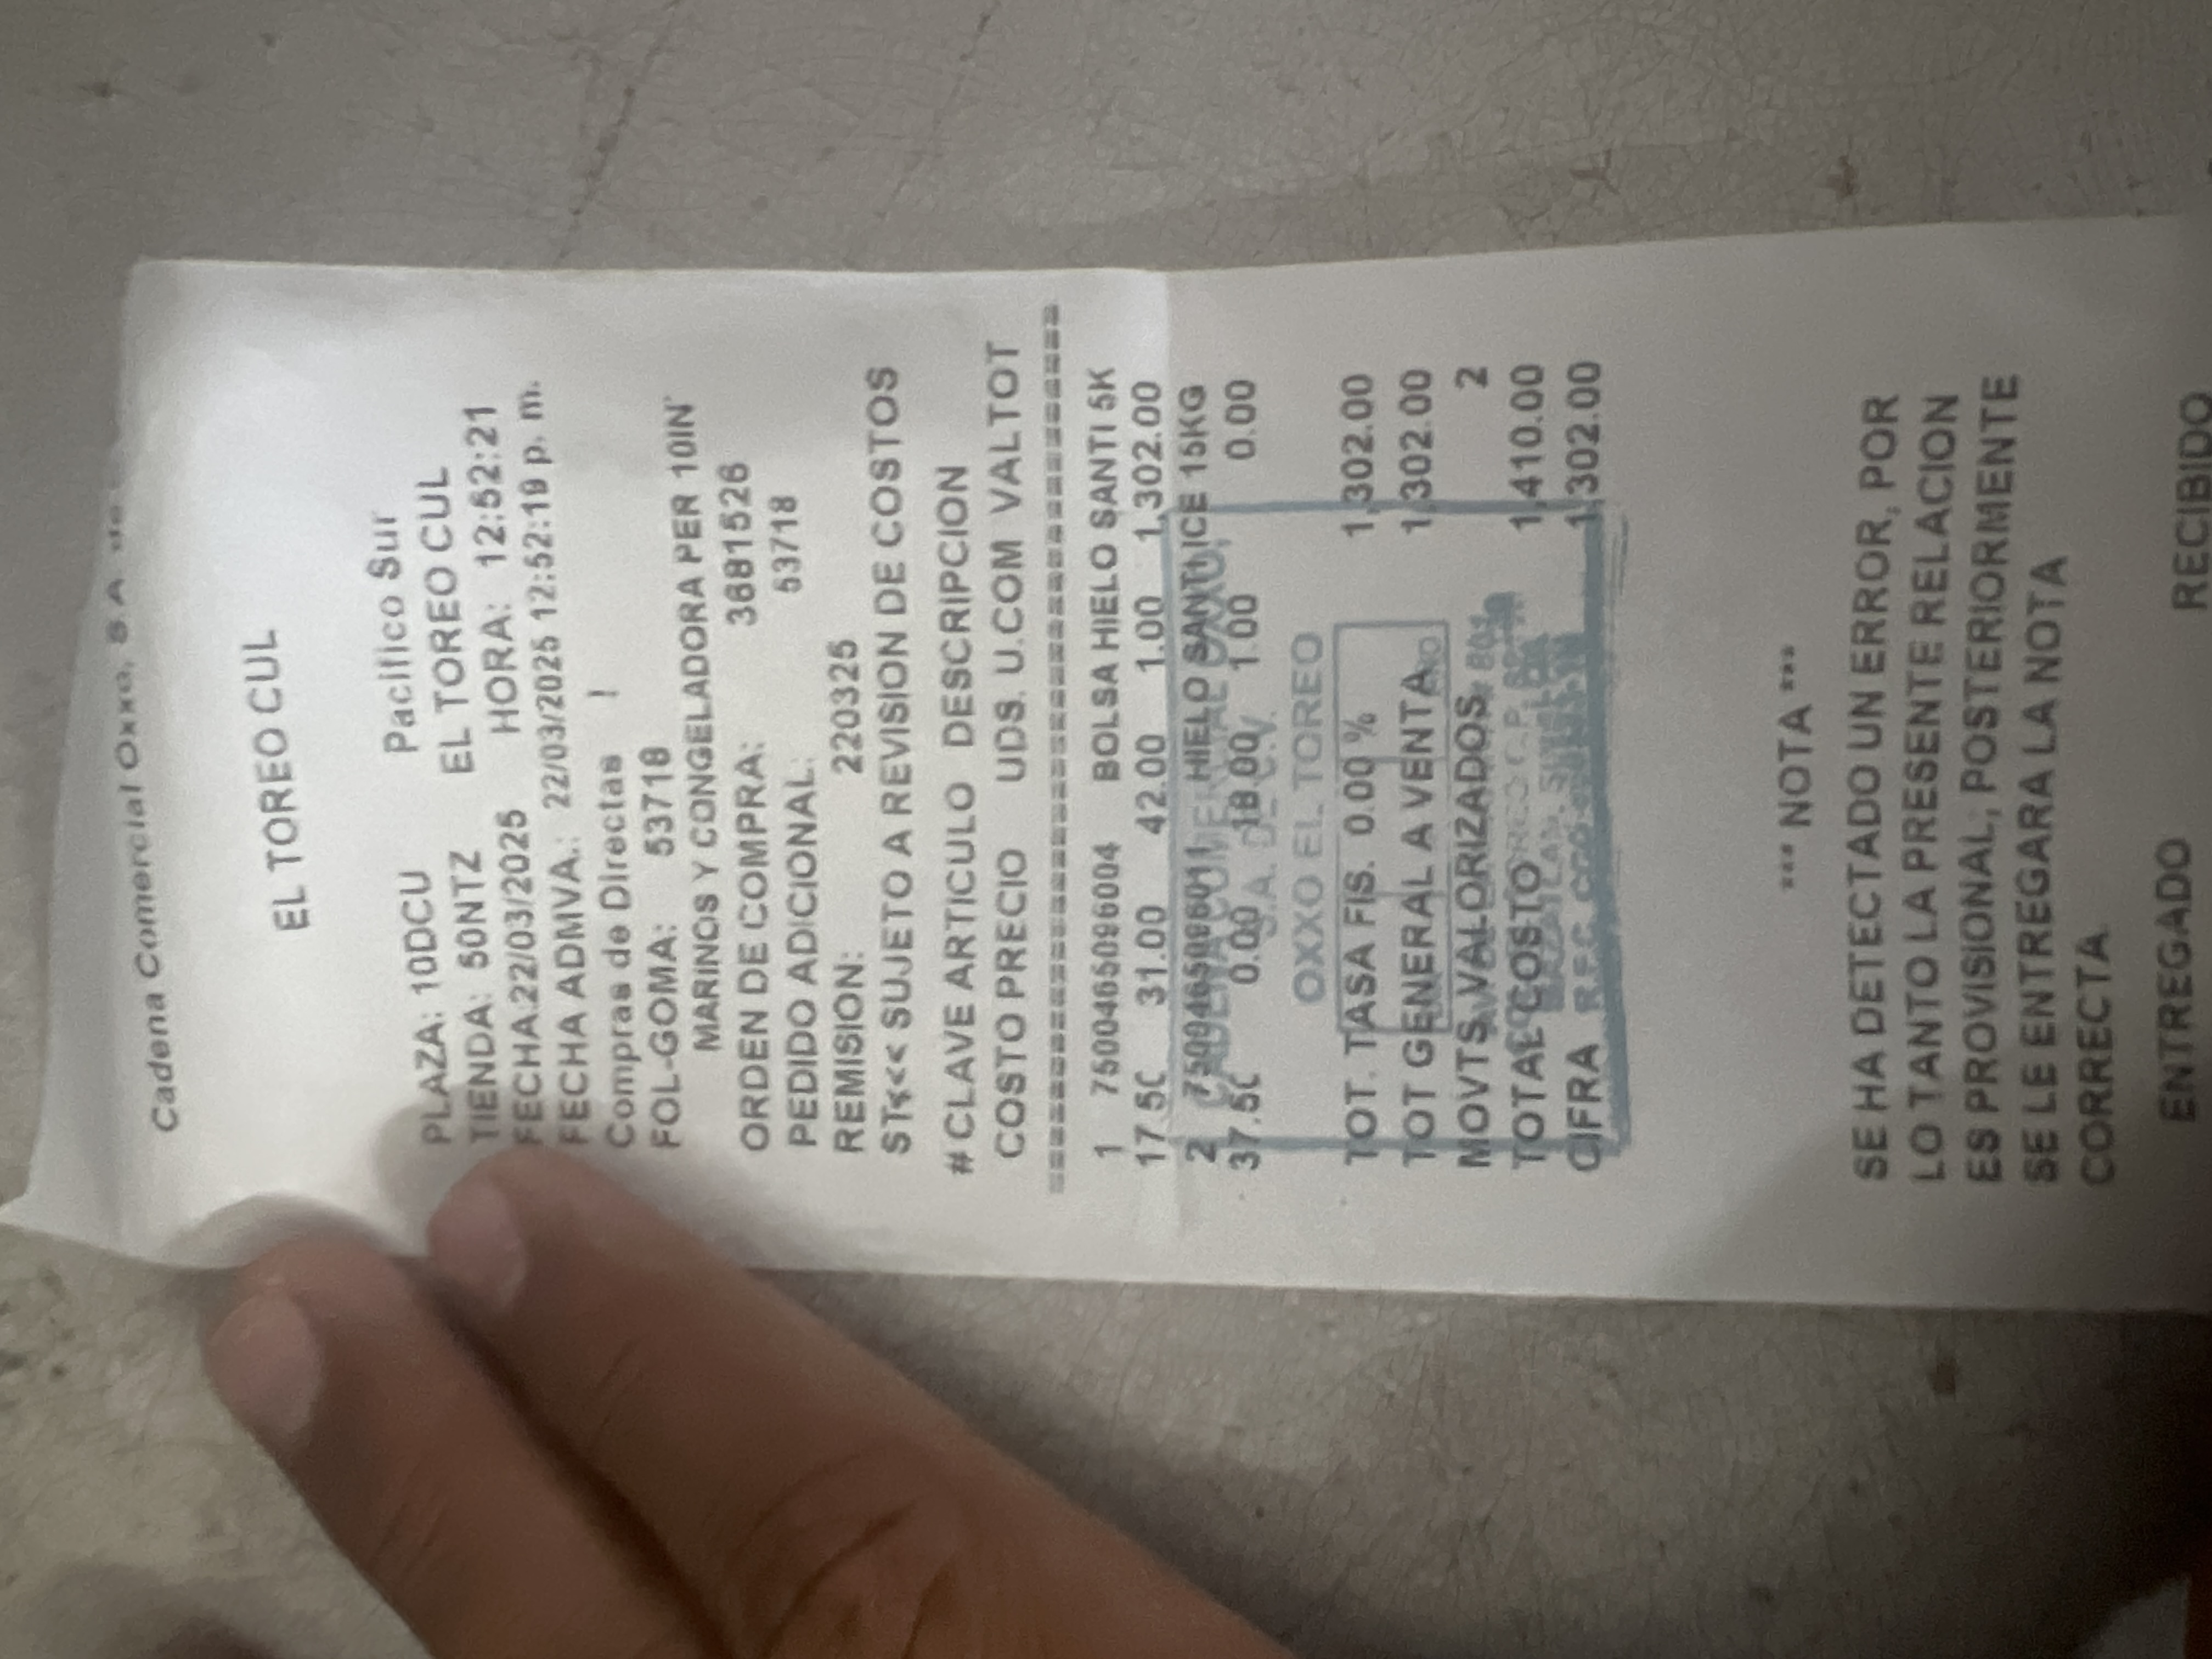 Cadena Comercial Oxxo, S.A. de
EL TOREO CUL
PLAZA: 10DCU Pacifico Sur
TIENDA: 50NTZ EL TOREO CUL
FECHA:22/03/2025 HORA: 12:52:21
FECHA ADMVA.: 22/03/2025 12:52:19 p. m.
Compras de Directas !
FOL-GOMA: 53718
MARINOS Y CONGELADORA PER 10IN
ORDEN DE COMPRA: 3681526
PEDIDO ADICIONAL: 53718
REMISION: 220325
ST<<< SUJETO A REVISION DE COSTOS
# CLAVE ARTICULO DESCRIPCION
COSTO PRECIO UDS. U.COM VALTOT
========================================
1 7500465096004 BOLSA HIELO SANTI 5K
17.50 31.00 42.00 1.00 1,302.00
2 7500465096011 HIELO SANTI ICE 15KG
37.50 0.00 18.00 1.00 0.00
CADENA COMERCIAL OXXO,
S.A. DE C.V.
OXXO EL TOREO
TOT. TASA FIS. 0.00 % 1,302.00
TOT GENERAL A VENTA 1,302.00
MOVTS. VALORIZADOS 2
TOTAL COSTO 1,410.00
MAZATLAN, SINALOA
CIFRA 1,302.00
*** NOTA ***
SE HA DETECTADO UN ERROR, POR
LO TANTO LA PRESENTE RELACION
ES PROVISIONAL, POSTERIORMENTE
SE LE ENTREGARA LA NOTA
CORRECTA.
ENTREGADO RECIBIDO